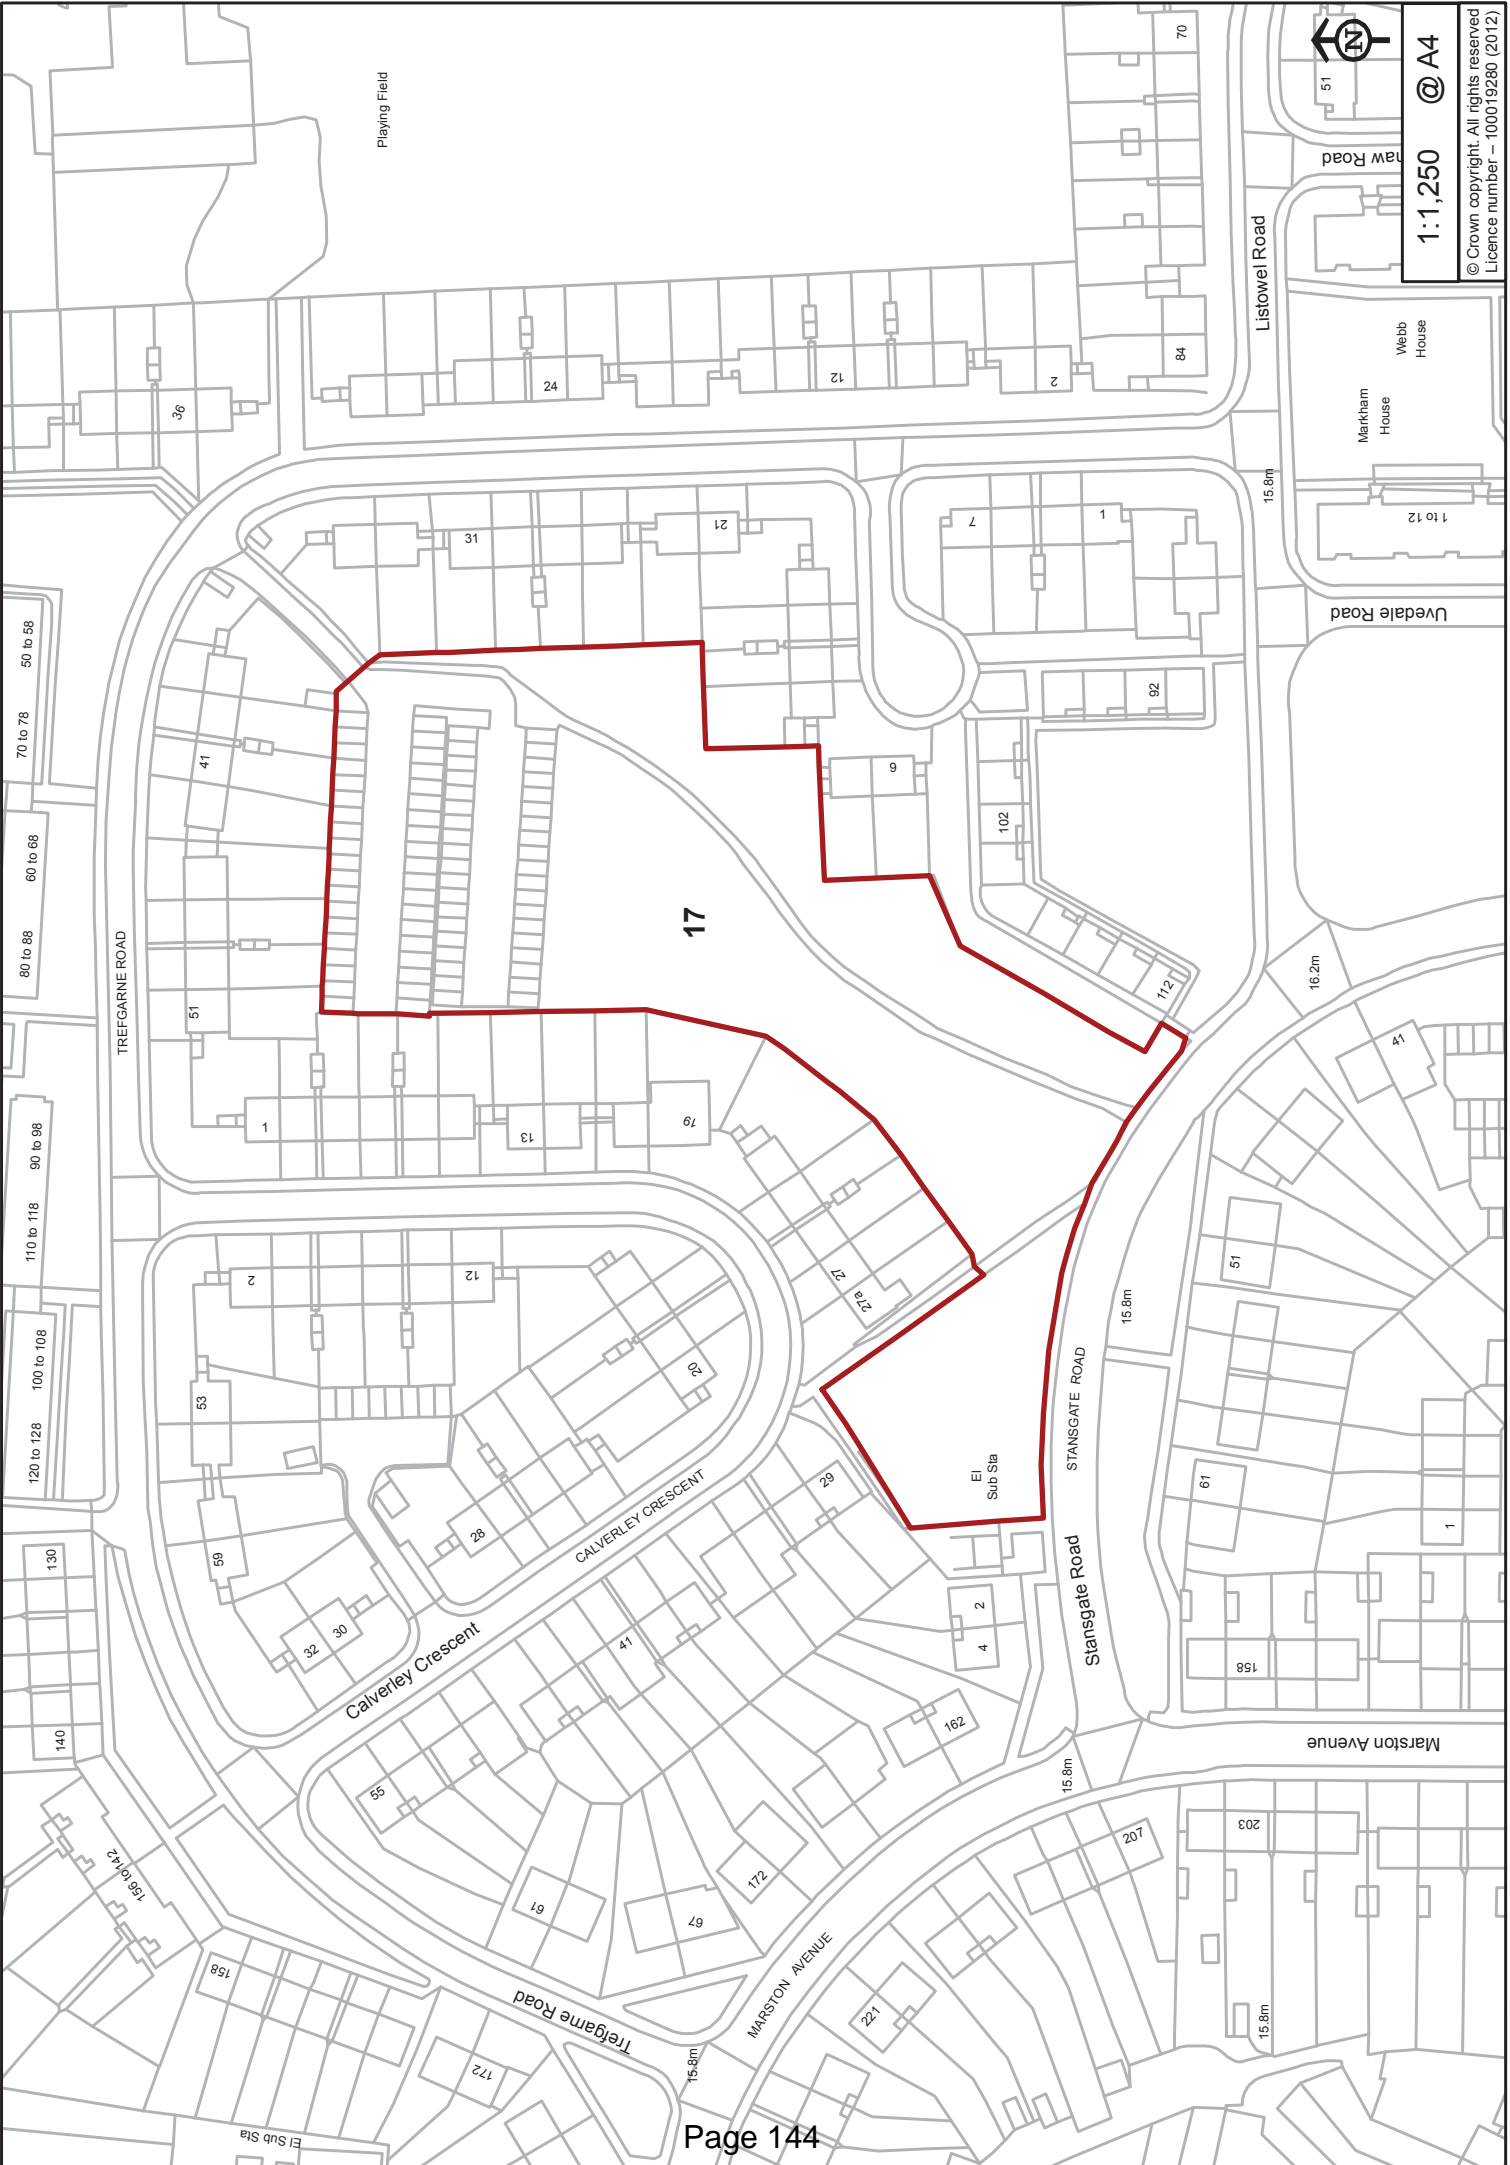 Playing Field
70
51
N
1:1,250 @ A4
© Crown copyright. All rights reserved
Licence number – 100019280 (2012)
haw Road
Listowel Road
84
2
12
24
36
Webb
House
Markham
House
1 to 12
15.8m
Uvedale Road
50 to 58
70 to 78
60 to 68
80 to 88
90 to 98
110 to 118
100 to 108
120 to 128
TREFGARNE ROAD
31
21
7
1
41
51
92
102
112
6
17
16.2m
41
1
13
19
27
27a
2
12
20
53
59
28
30
32
29
41
55
61
67
CALVERLEY CRESCENT
Calverley Crescent
El
Sub Sta
STANSGATE ROAD
Stansgate Road
15.8m
51
61
1
158
2
4
162
172
Marston Avenue
15.8m
203
207
221
15.8m
MARSTON AVENUE
15.8m
Trefgarne Road
130
140
156 to 142
158
172
El Sub Sta
Page 144